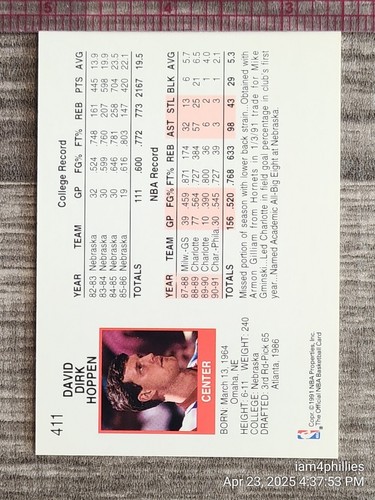 5 4 3
411
DAVID
DIRK
HOPPEN
CENTER
BORN: March 13, 1964
Omaha, NE
HEIGHT: 6-11 WEIGHT: 240
COLLEGE: Nebraska
DRAFTED: 3rd Rd-Pick 65
Atlanta, 1986
Copr. © 1991 NBA Properties, Inc.
The Official NBA Basketball Card
College Record
YEAR TEAM GP FG% FT% REB PTS AVG
82-83 Nebraska 32 .524 .748 161 445 13.9
83-84 Nebraska 30 .599 .761 207 598 19.9
84-85 Nebraska 30 .646 .781 258 704 23.5
85-86 Nebraska 19 .616 .803 147 420 22.1
TOTALS 111 .600 .772 773 2167 19.5
NBA Record
YEAR TEAM GP FG% FT% REB AST STL BLK AVG
87-88 Milw.-GS 39 .459 .871 174 32 13 6 5.7
88-89 Charlotte 77 .564 .727 384 57 25 21 6.5
89-90 Charlotte 10 .390 .800 36 6 2 1 4.0
90-91 Char.-Phila. 30 .545 .727 39 3 3 1 2.1
TOTALS 156 .520 .768 633 98 43 29 5.3
Missed portion of season with lower back strain...Obtained with
Armon Gilliam from Hornets in 1/3/91 trade for Mike
Gminski...Led Charlotte in field goal percentage in club's first
year...Named Academic All-Big Eight at Nebraska.
iam4phillies
Apr 23, 2025 4:37:53 PM